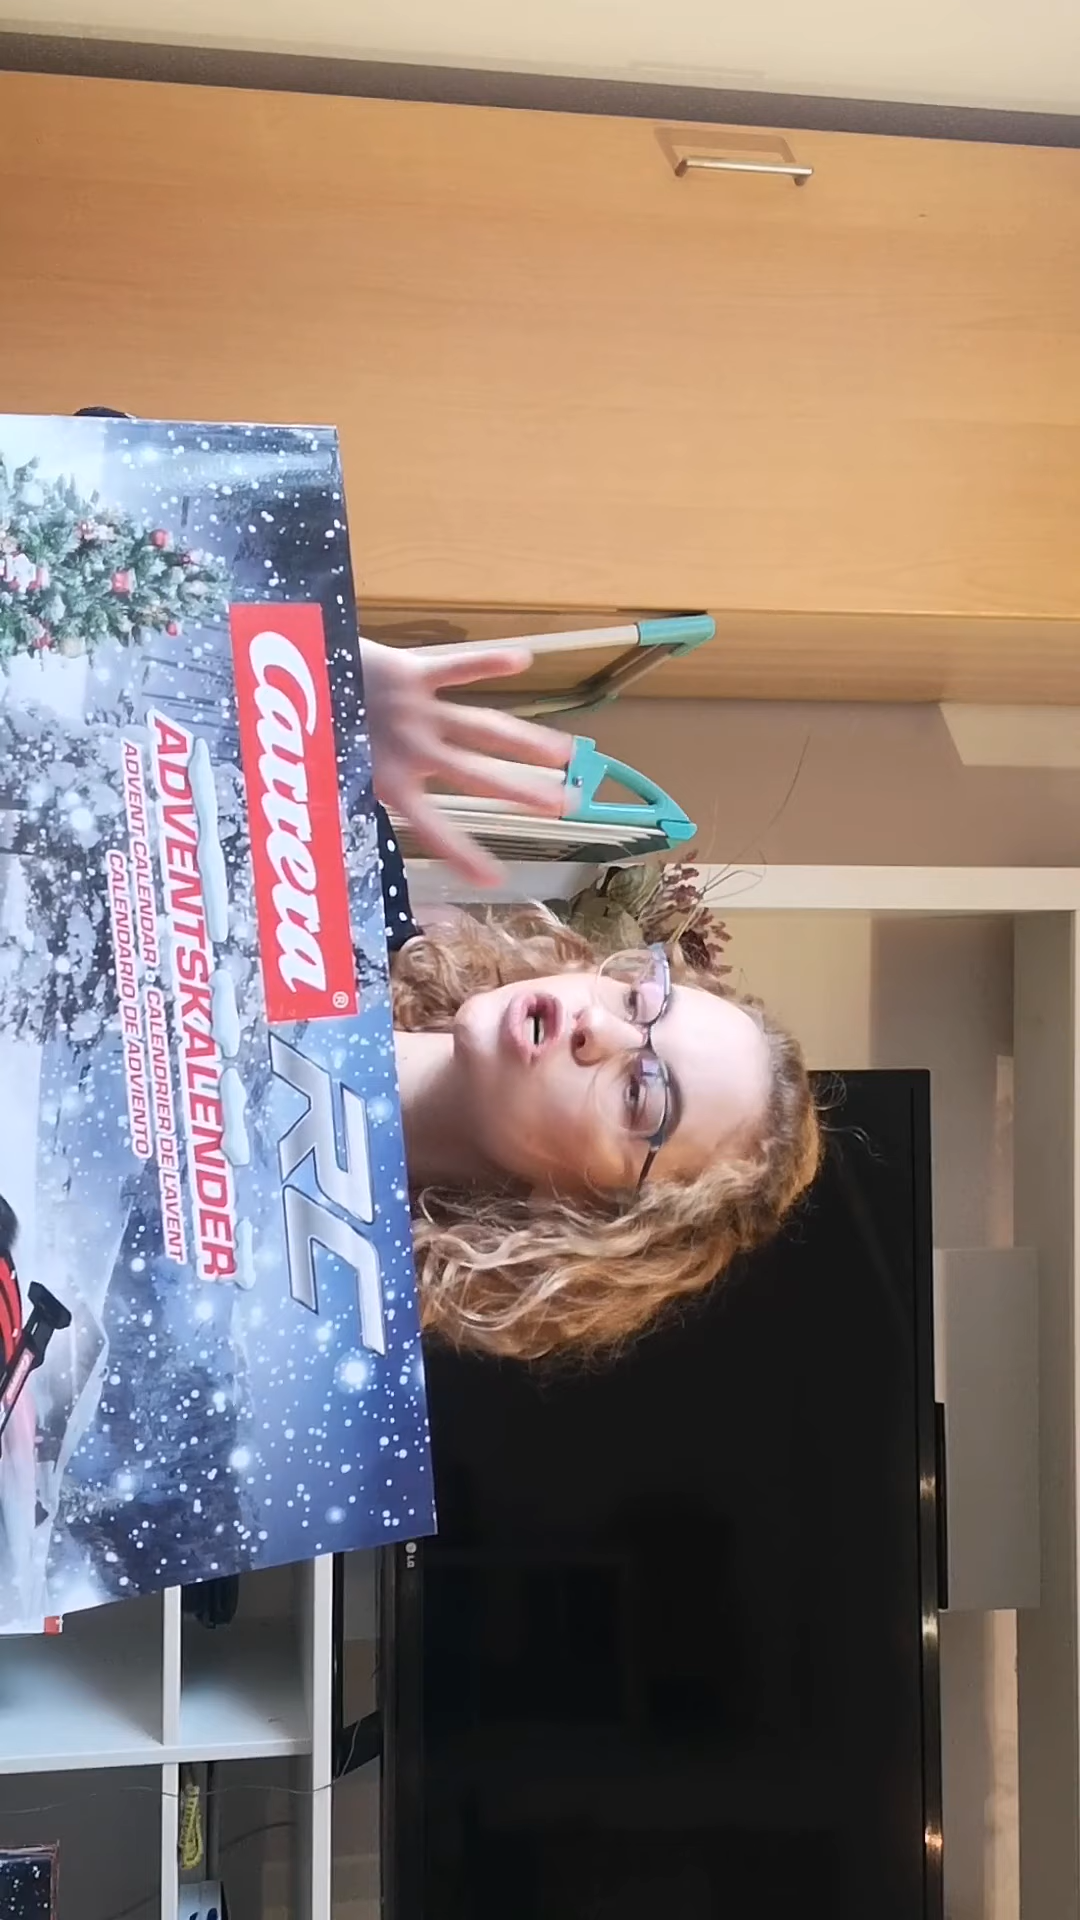 Carrera®
RC
ADVENTSKALENDER
ADVENT CALENDAR • CALENDRIER DE L'AVENT
CALENDARIO DE ADVIENTO
LG